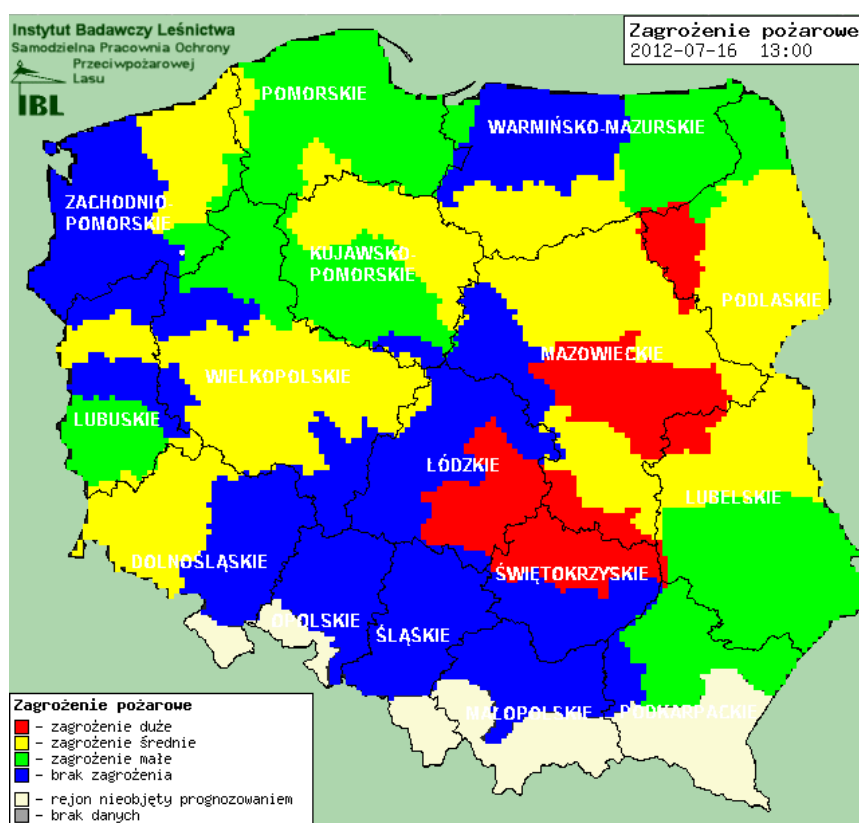 Instytut Badawczy Leśnictwa
Samodzielna Pracownia Ochrony
Przeciwpożarowej
Lasu
IBL
Zagrożenie pożarowe
2012-07-16 13:00
POMORSKIE
WARMIŃSKO-MAZURSKIE
ZACHODNIO-
POMORSKIE
KUJAWSKO-
POMORSKIE
PODLASKIE
MAZOWIECKIE
WIELKOPOLSKIE
LUBUSKIE
ŁÓDZKIE
LUBELSKIE
DOLNOŚLĄSKIE
ŚWIĘTOKRZYSKIE
OPOLSKIE
ŚLĄSKIE
MAŁOPOLSKIE
PODKARPACKIE
Zagrożenie pożarowe
- zagrożenie duże
- zagrożenie średnie
- zagrożenie małe
- brak zagrożenia
- rejon nieobjęty prognozowaniem
- brak danych